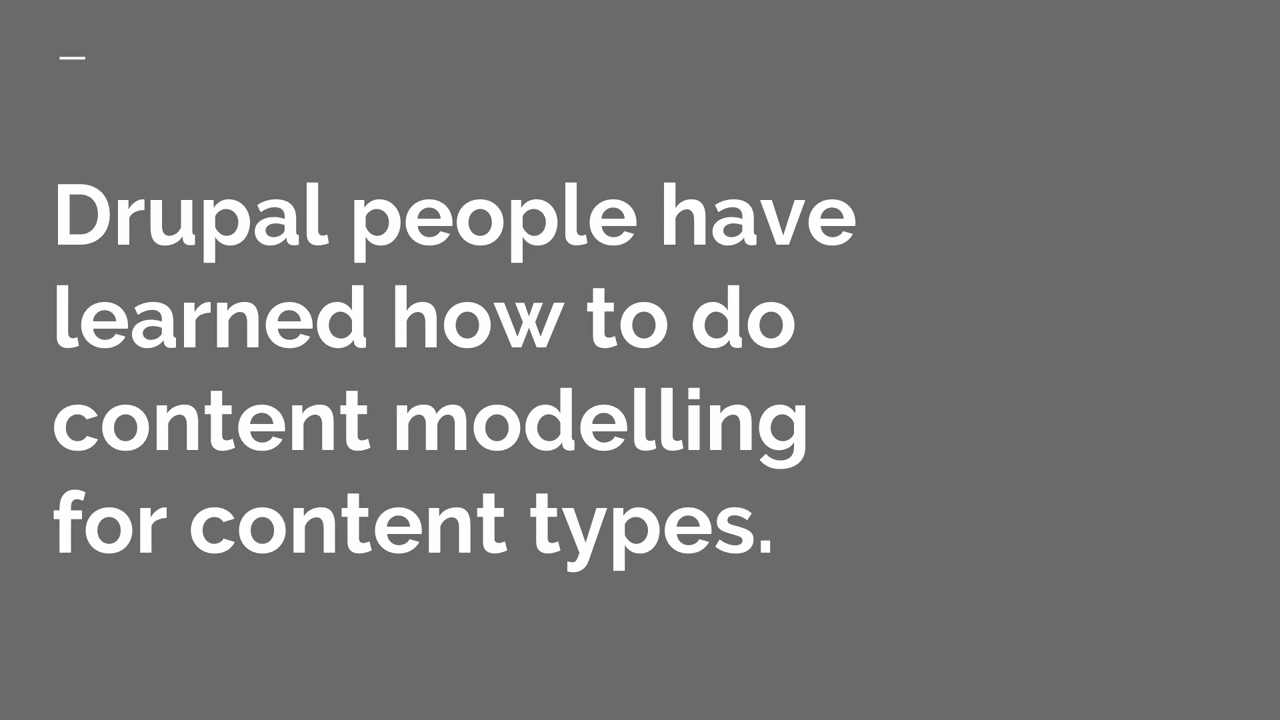 Drupal people have
learned how to do
content modelling
for content types.